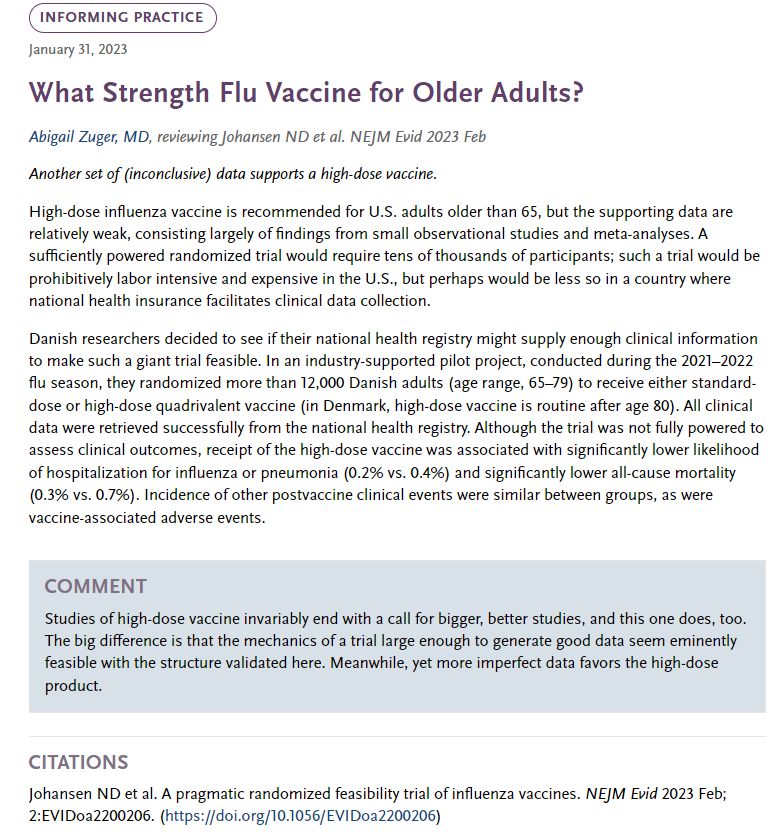 INFORMING PRACTICE
January 31, 2023
What Strength Flu Vaccine for Older Adults?
Abigail Zuger, MD, reviewing Johansen ND et al. NEJM Evid 2023 Feb
Another set of (inconclusive) data supports a high-dose vaccine.
High-dose influenza vaccine is recommended for U.S. adults older than 65, but the supporting data are
relatively weak, consisting largely of findings from small observational studies and meta-analyses. A
sufficiently powered randomized trial would require tens of thousands of participants; such a trial would be
prohibitively labor intensive and expensive in the U.S., but perhaps would be less so in a country where
national health insurance facilitates clinical data collection.
Danish researchers decided to see if their national health registry might supply enough clinical information
to make such a giant trial feasible. In an industry-supported pilot project, conducted during the 2021–2022
flu season, they randomized more than 12,000 Danish adults (age range, 65–79) to receive either standard-
dose or high-dose quadrivalent vaccine (in Denmark, high-dose vaccine is routine after age 80). All clinical
data were retrieved successfully from the national health registry. Although the trial was not fully powered to
assess clinical outcomes, receipt of the high-dose vaccine was associated with significantly lower likelihood
of hospitalization for influenza or pneumonia (0.2% vs. 0.4%) and significantly lower all-cause mortality
(0.3% vs. 0.7%). Incidence of other postvaccine clinical events were similar between groups, as were
vaccine-associated adverse events.
COMMENT
Studies of high-dose vaccine invariably end with a call for bigger, better studies, and this one does, too.
The big difference is that the mechanics of a trial large enough to generate good data seem eminently
feasible with the structure validated here. Meanwhile, yet more imperfect data favors the high-dose
product.
CITATIONS
Johansen ND et al. A pragmatic randomized feasibility trial of influenza vaccines. NEJM Evid 2023 Feb;
2:EVIDoa2200206. (https://doi.org/10.1056/EVIDoa2200206)